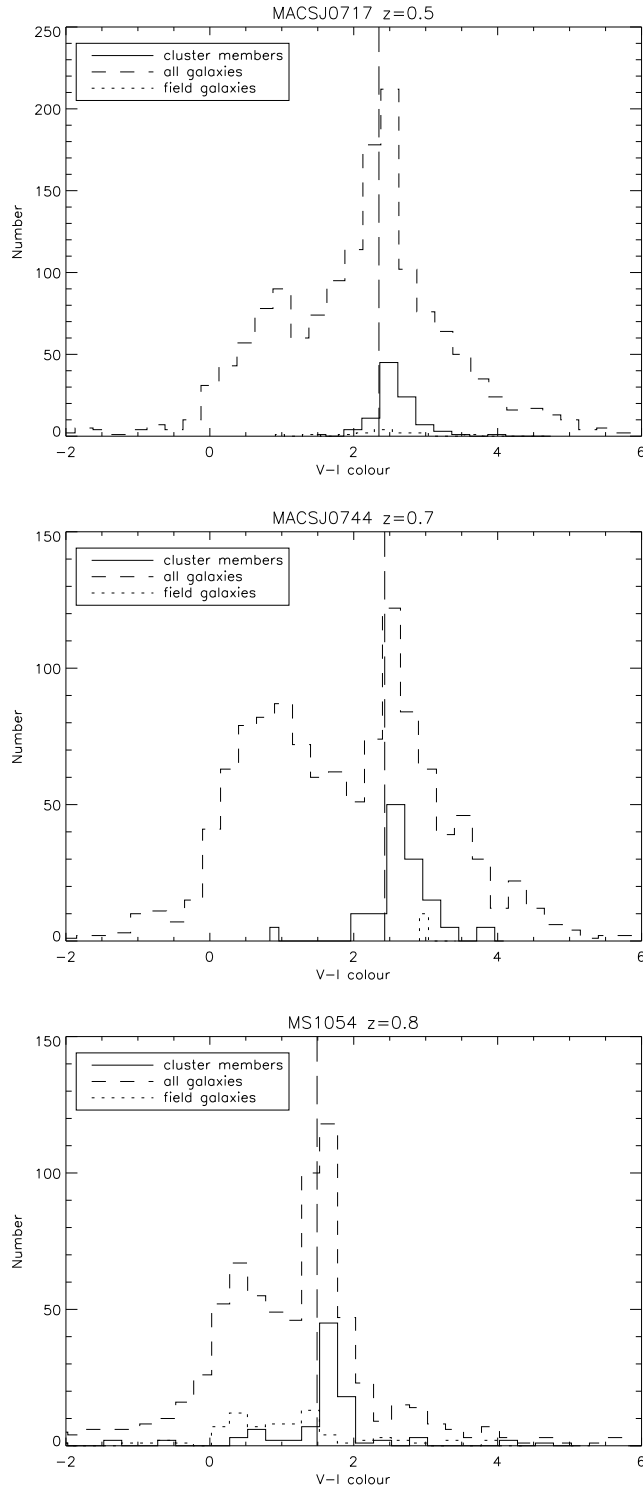 MACSJ0717 z=0.5
250
200
150
100
50
0
Number
cluster members
all galaxies
field galaxies
-2
0
2
4
6
V-I colour
MACSJ0744 z=0.7
150
100
50
0
Number
cluster members
all galaxies
field galaxies
-2
0
2
4
6
V-I colour
MS1054 z=0.8
150
100
50
0
Number
cluster members
all galaxies
field galaxies
-2
0
2
4
6
V-I colour